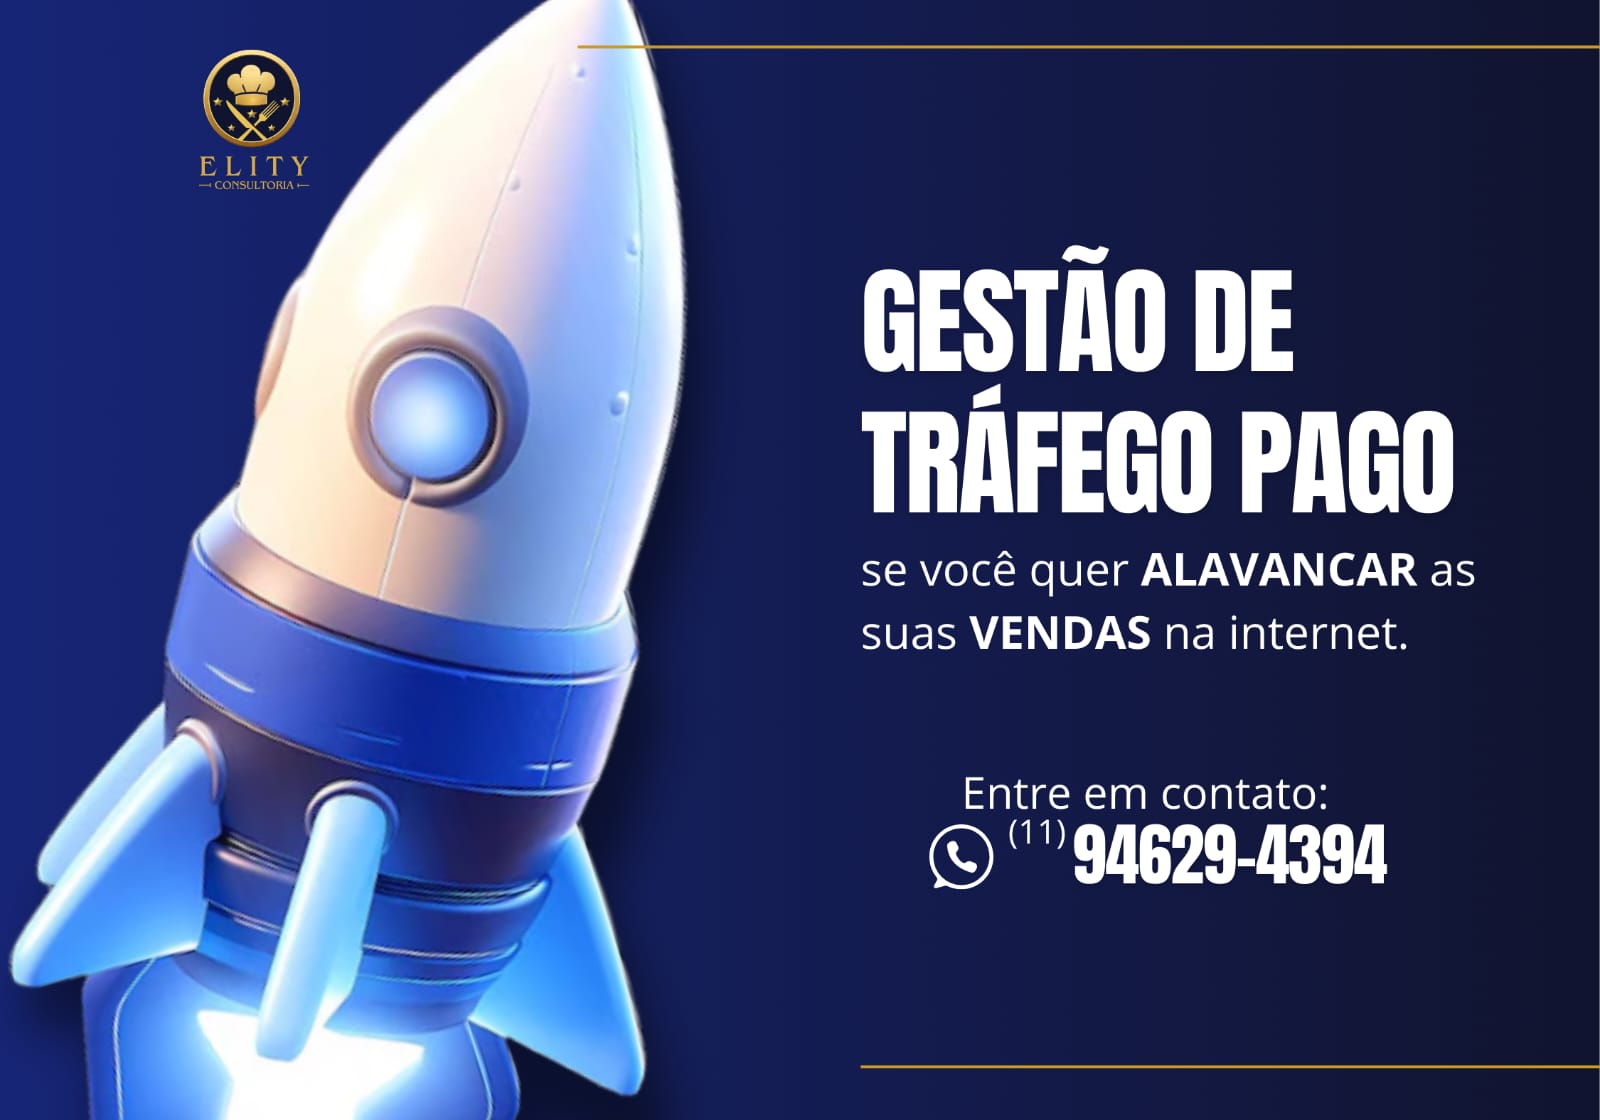 ELITY
CONSULTORIA
GESTÃO DE
TRÁFEGO PAGO
se você quer ALAVANCAR as
suas VENDAS na internet.
Entre em contato:
(11) 94629-4394